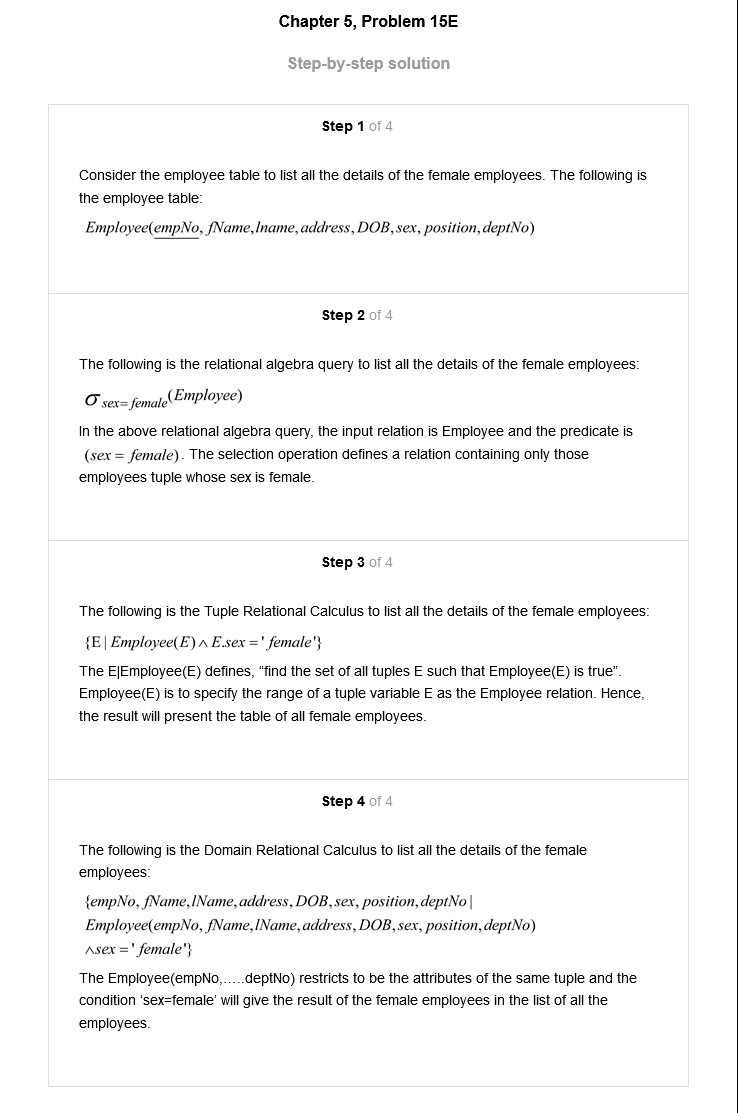 Chapter 5, Problem 15E
Step-by-step solution
Step 1 of 4
Consider the employee table to list all the details of the female employees. The following is
the employee table:
Employee(empNo, fName,lname,address,DOB,sex, position,deptNo)
Step 2 of 4
The following is the relational algebra query to list all the details of the female employees:
σ sex=female(Employee)
In the above relational algebra query, the input relation is Employee and the predicate is
(sex = female). The selection operation defines a relation containing only those
employees tuple whose sex is female.
Step 3 of 4
The following is the Tuple Relational Calculus to list all the details of the female employees:
{E | Employee(E) ∧ E.sex = ' female'}
The E|Employee(E) defines, “find the set of all tuples E such that Employee(E) is true”.
Employee(E) is to specify the range of a tuple variable E as the Employee relation. Hence,
the result will present the table of all female employees.
Step 4 of 4
The following is the Domain Relational Calculus to list all the details of the female
employees:
{empNo, fName,lName,address,DOB,sex, position,deptNo |
Employee(empNo, fName,lName,address,DOB,sex, position,deptNo)
∧sex = ' female'}
The Employee(empNo,…..deptNo) restricts to be the attributes of the same tuple and the
condition ‘sex=female’ will give the result of the female employees in the list of all the
employees.